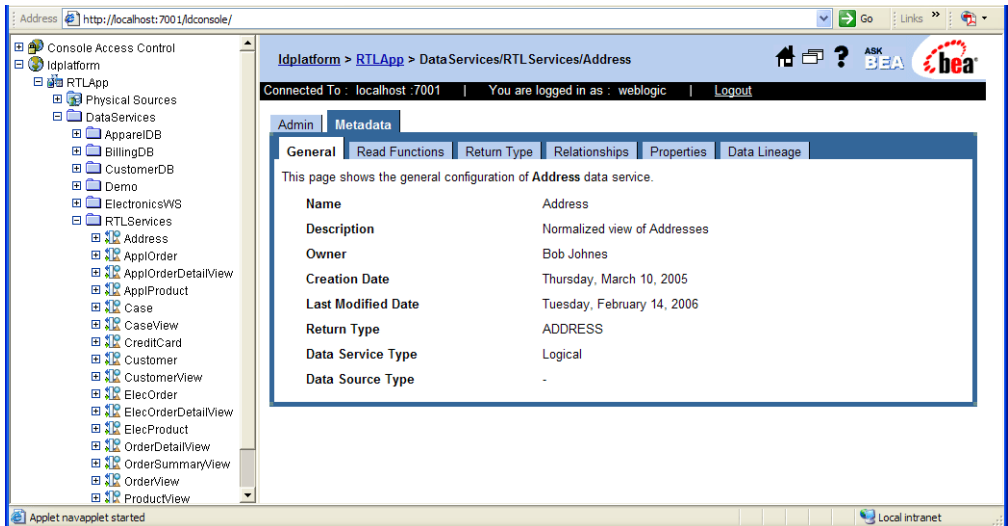 Address http://localhost:7001/ldconsole/ Go Links »
Console Access Control
ldplatform
RTLApp
Physical Sources
DataServices
ApparelDB
BillingDB
CustomerDB
Demo
ElectronicsWS
RTLServices
Address
ApplOrder
ApplOrderDetailView
ApplProduct
Case
CaseView
CreditCard
Customer
CustomerView
ElecOrder
ElecOrderDetailView
ElecProduct
OrderDetailView
OrderSummaryView
OrderView
ProductView
ldplatform > RTLApp > DataServices/RTLServices/Address
? ASK BEA bea
Connected To : localhost :7001 | You are logged in as : weblogic | Logout
Admin Metadata
General Read Functions Return Type Relationships Properties Data Lineage
This page shows the general configuration of Address data service.
Name Address
Description Normalized view of Addresses
Owner Bob Johnes
Creation Date Thursday, March 10, 2005
Last Modified Date Tuesday, February 14, 2006
Return Type ADDRESS
Data Service Type Logical
Data Source Type -
Applet navapplet started Local intranet